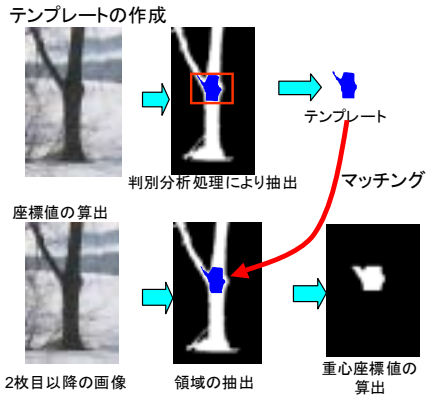 テンプレートの作成
テンプレート
判別分析処理により抽出
マッチング
座標値の算出
2枚目以降の画像
領域の抽出
重心座標値の
算出